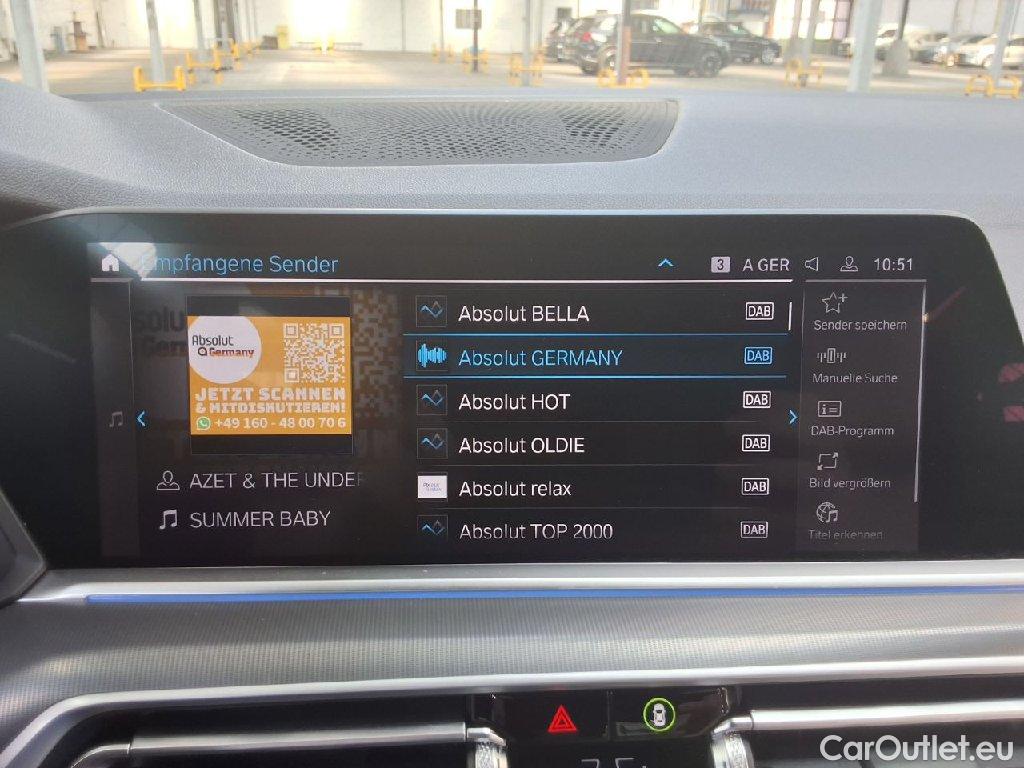 Empfangene Sender
3 A GER 10:51
Absolut
Germany
JETZT SCANNEN
& MITDISKUTIEREN!
+49 160 - 48 00 70 6
AZET & THE UNDER
SUMMER BABY
Absolut BELLA DAB
Absolut GERMANY DAB
Absolut HOT DAB
Absolut OLDIE DAB
Absolut relax DAB
Absolut TOP 2000 DAB
Sender speichern
Manuelle Suche
DAB-Programm
Bild vergrößern
Titel erkennen
CarOutlet.eu